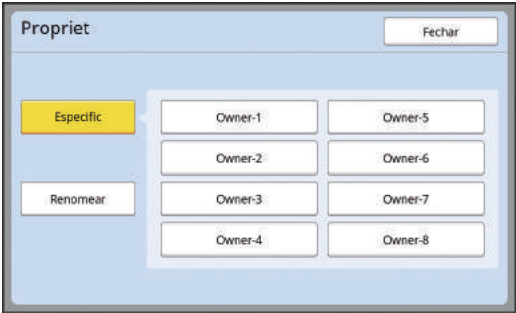 Propriet
Fechar
Especific
Owner-1
Owner-5
Owner-2
Owner-6
Renomear
Owner-3
Owner-7
Owner-4
Owner-8